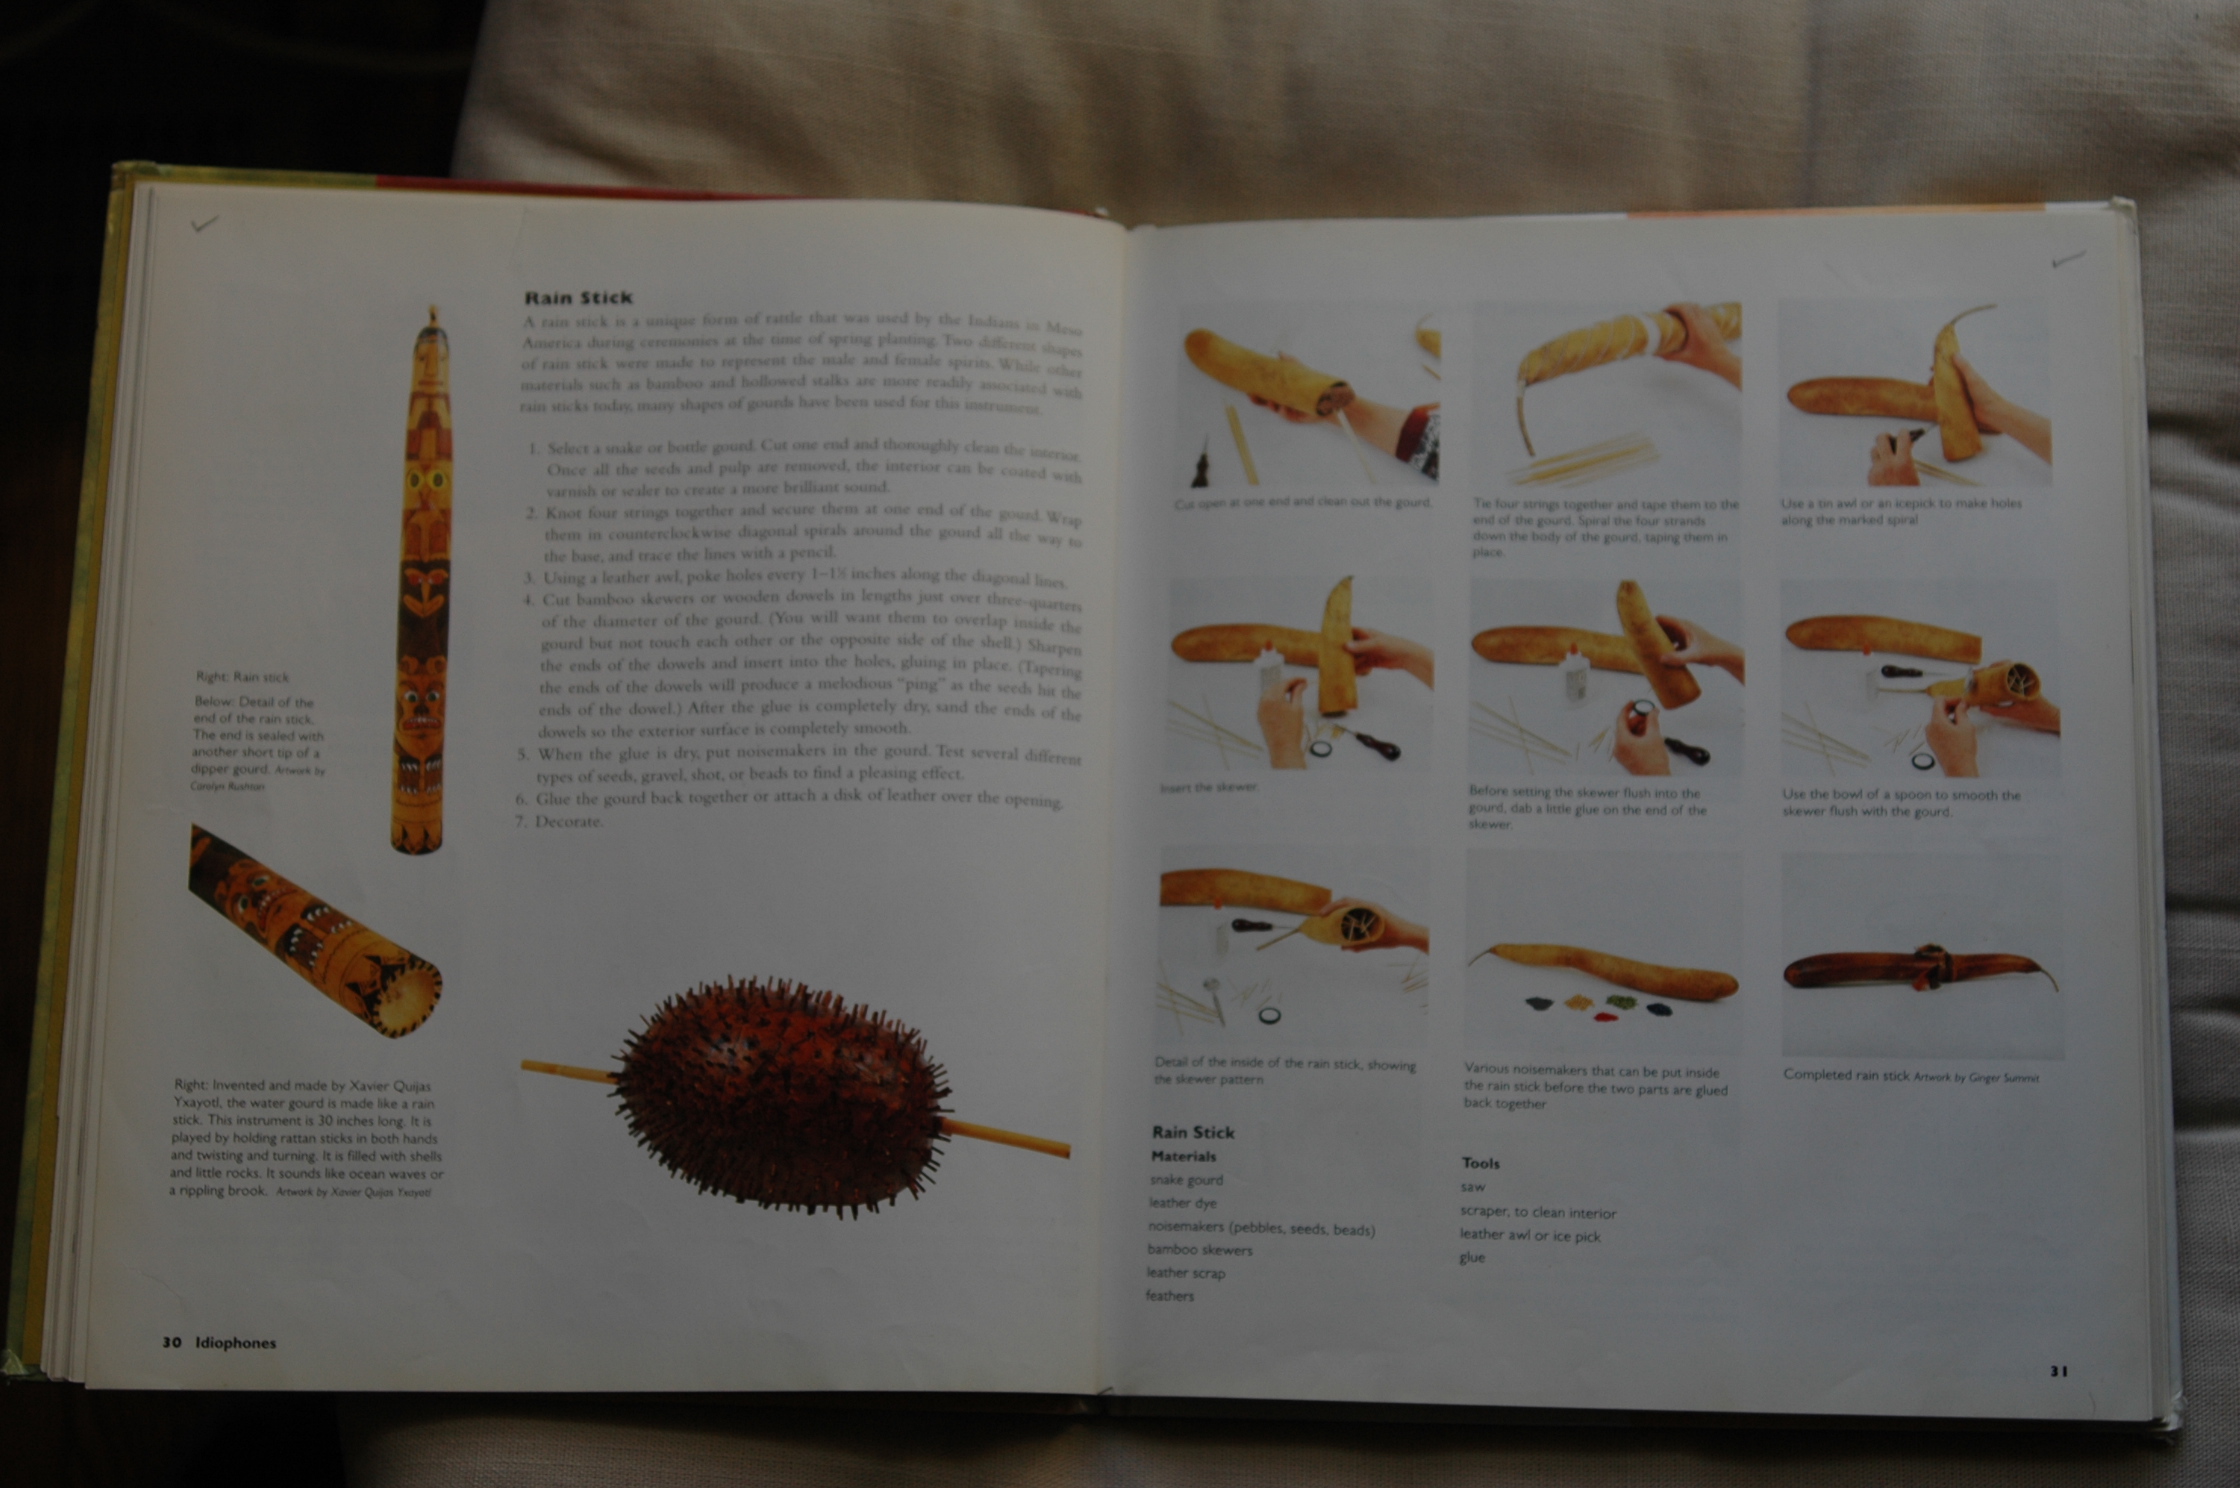 Rain Stick
A rain stick is a unique form of rattle that was used by the Indians in Meso
America during ceremonies at the time of spring planting. Two different shapes
of rain stick were made to represent the male and female spirits. While other
materials such as bamboo and hollowed stalks are more readily associated with
rain sticks today, many shapes of gourds have been used for this instrument.
1. Select a snake or bottle gourd. Cut one end and thoroughly clean the interior.
Once all the seeds and pulp are removed, the interior can be coated with
varnish or sealer to create a more brilliant sound.
2. Knot four strings together and secure them at one end of the gourd. Wrap
them in counterclockwise diagonal spirals around the gourd all the way to
the base, and trace the lines with a pencil.
3. Using a leather awl, poke holes every 1–1½ inches along the diagonal lines.
4. Cut bamboo skewers or wooden dowels in lengths just over three-quarters
of the diameter of the gourd. (You will want them to overlap inside the
gourd but not touch each other or the opposite side of the shell.) Sharpen
the ends of the dowels and insert into the holes, gluing in place. (Tapering
the ends of the dowels will produce a melodious "ping" as the seeds hit the
ends of the dowel.) After the glue is completely dry, sand the ends of the
dowels so the exterior surface is completely smooth.
5. When the glue is dry, put noisemakers in the gourd. Test several different
types of seeds, gravel, shot, or beads to find a pleasing effect.
6. Glue the gourd back together or attach a disk of leather over the opening.
7. Decorate.
Right: Rain stick
Below: Detail of the
end of the rain stick.
The end is sealed with
another short tip of a
dipper gourd. Artwork by
Carolyn Rushton
Right: Invented and made by Xavier Quijas
Yxayotl, the water gourd is made like a rain
stick. This instrument is 30 inches long. It is
played by holding rattan sticks in both hands
and twisting and turning. It is filled with shells
and little rocks. It sounds like ocean waves or
a rippling brook. Artwork by Xavier Quijas Yxayotl
30 Idiophones
Cut open at one end and clean out the gourd.
Tie four strings together and tape them to the
end of the gourd. Spiral the four strands
down the body of the gourd, taping them in
place.
Use a tin awl or an icepick to make holes
along the marked spiral
Insert the skewer.
Before setting the skewer flush into the
gourd, dab a little glue on the end of the
skewer.
Use the bowl of a spoon to smooth the
skewer flush with the gourd.
Detail of the inside of the rain stick, showing
the skewer pattern
Various noisemakers that can be put inside
the rain stick before the two parts are glued
back together
Completed rain stick Artwork by Ginger Summit
Rain Stick
Materials
snake gourd
leather dye
noisemakers (pebbles, seeds, beads)
bamboo skewers
leather scrap
feathers
Tools
saw
scraper, to clean interior
leather awl or ice pick
glue
31